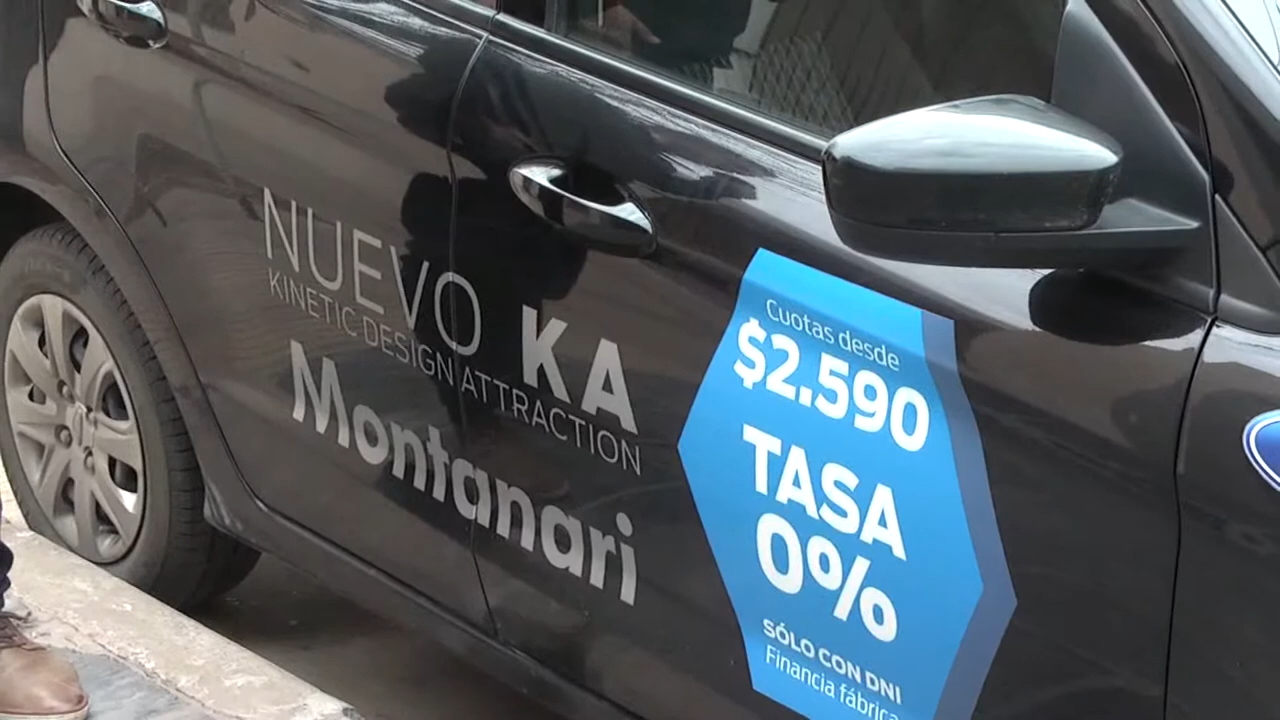 NUEVO KA
KINETIC DESIGN ATTRACTION
Montanari
Cuotas desde
$2.590
TASA
0%
SÓLO CON DNI
Financia fábrica